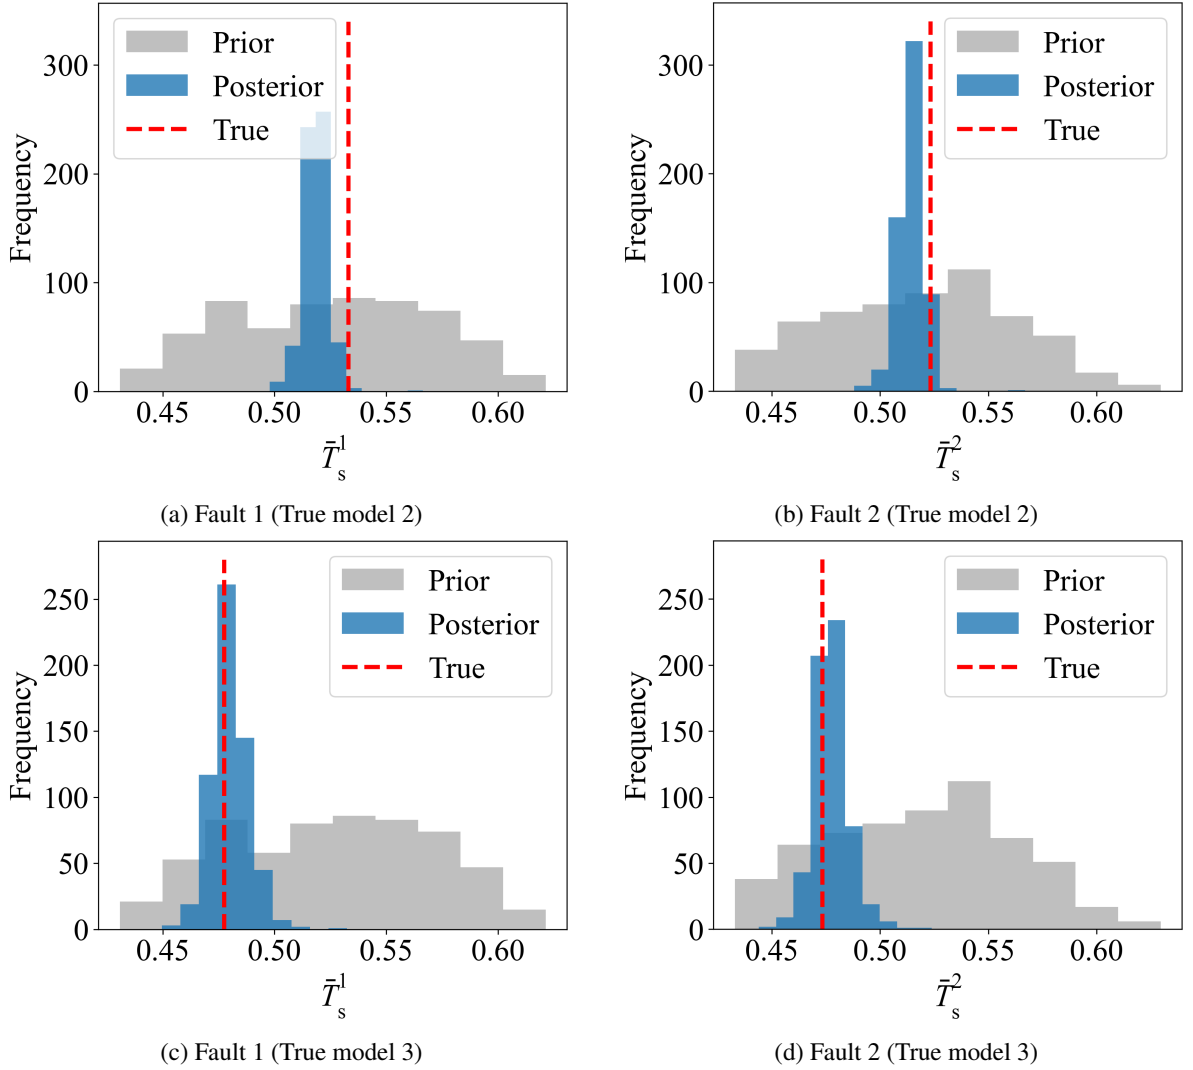 Prior
Posterior
True
Frequency
300
200
100
0
0.45 0.50 0.55 0.60
T̄ₛ¹
(a) Fault 1 (True model 2)
Prior
Posterior
True
Frequency
300
200
100
0
0.45 0.50 0.55 0.60
T̄ₛ²
(b) Fault 2 (True model 2)
Prior
Posterior
True
Frequency
250
200
150
100
50
0
0.45 0.50 0.55 0.60
T̄ₛ¹
(c) Fault 1 (True model 3)
Prior
Posterior
True
Frequency
250
200
150
100
50
0
0.45 0.50 0.55 0.60
T̄ₛ²
(d) Fault 2 (True model 3)